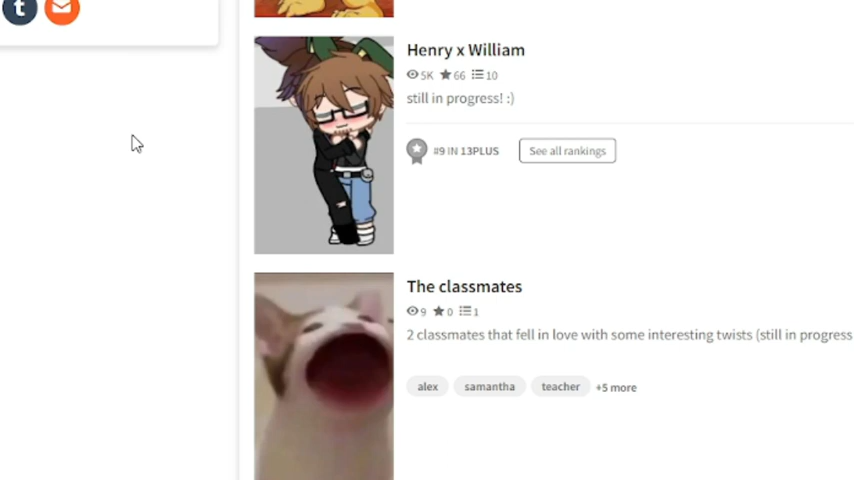 t
Henry x William
5K 66 10
still in progress! :)
#9 IN 13PLUS See all rankings
The classmates
9 0 1
2 classmates that fell in love with some interesting twists (still in progress
alex samantha teacher +5 more